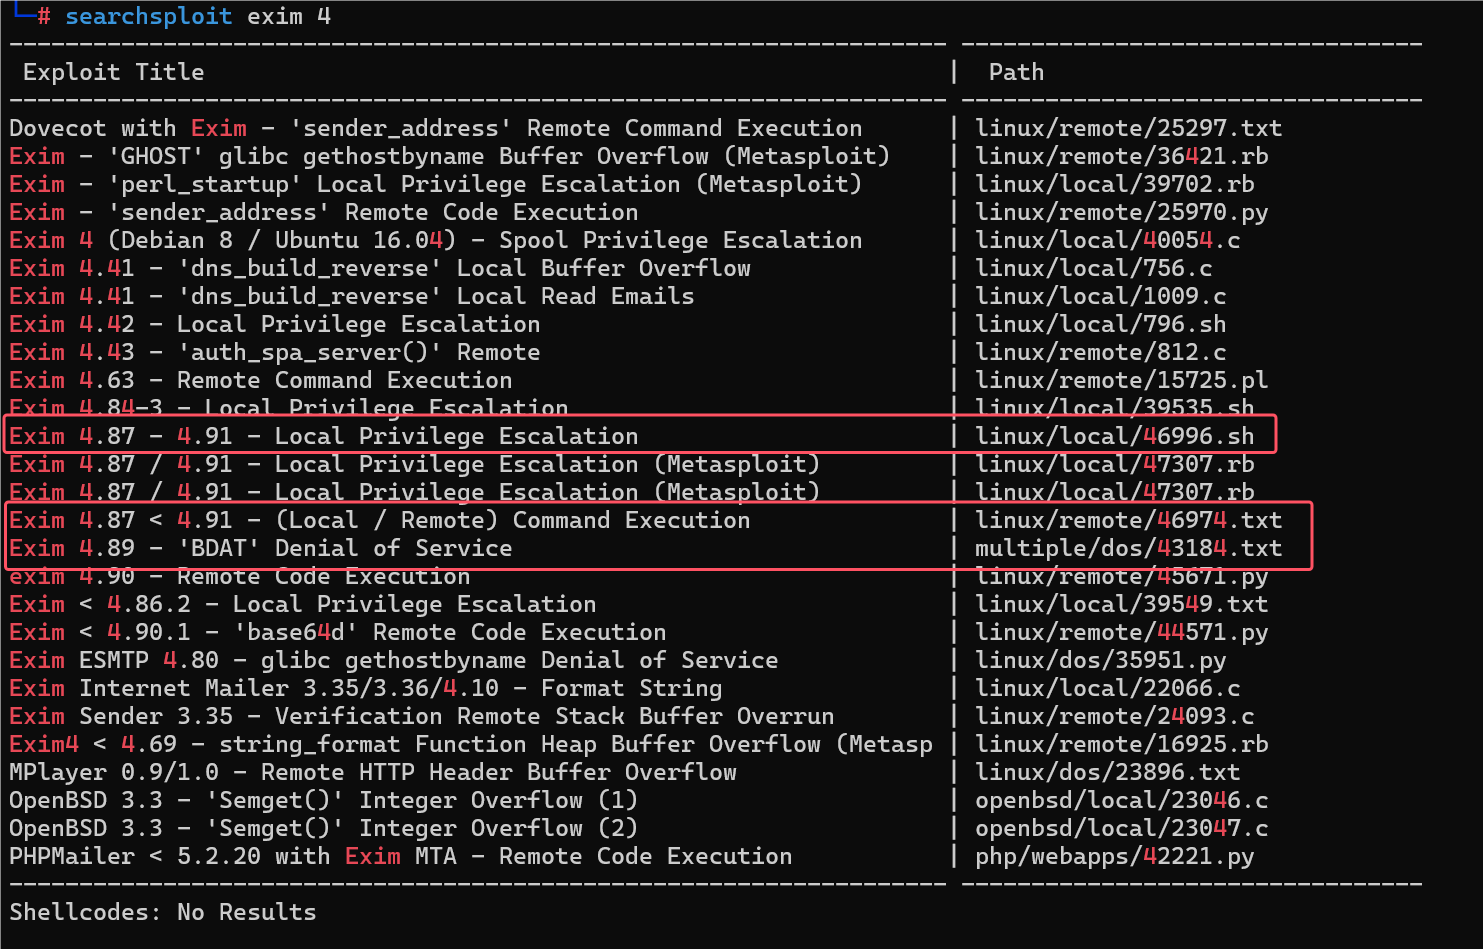 └─# searchsploit exim 4
------------------------------------------------------------------- ---------------------------------
 Exploit Title                                                     |  Path
------------------------------------------------------------------- ---------------------------------
Dovecot with Exim - 'sender_address' Remote Command Execution      | linux/remote/25297.txt
Exim - 'GHOST' glibc gethostbyname Buffer Overflow (Metasploit)    | linux/remote/36421.rb
Exim - 'perl_startup' Local Privilege Escalation (Metasploit)      | linux/local/39702.rb
Exim - 'sender_address' Remote Code Execution                      | linux/remote/25970.py
Exim 4 (Debian 8 / Ubuntu 16.04) - Spool Privilege Escalation      | linux/local/40054.c
Exim 4.41 - 'dns_build_reverse' Local Buffer Overflow              | linux/local/756.c
Exim 4.41 - 'dns_build_reverse' Local Read Emails                  | linux/local/1009.c
Exim 4.42 - Local Privilege Escalation                             | linux/local/796.sh
Exim 4.43 - 'auth_spa_server()' Remote                             | linux/remote/812.c
Exim 4.63 - Remote Command Execution                               | linux/remote/15725.pl
Exim 4.84-3 - Local Privilege Escalation                           | linux/local/39535.sh
Exim 4.87 - 4.91 - Local Privilege Escalation                      | linux/local/46996.sh
Exim 4.87 / 4.91 - Local Privilege Escalation (Metasploit)         | linux/local/47307.rb
Exim 4.87 / 4.91 - Local Privilege Escalation (Metasploit)         | linux/local/47307.rb
Exim 4.87 < 4.91 - (Local / Remote) Command Execution              | linux/remote/46974.txt
Exim 4.89 - 'BDAT' Denial of Service                               | multiple/dos/43184.txt
exim 4.90 - Remote Code Execution                                  | linux/remote/45671.py
Exim < 4.86.2 - Local Privilege Escalation                         | linux/local/39549.txt
Exim < 4.90.1 - 'base64d' Remote Code Execution                    | linux/remote/44571.py
Exim ESMTP 4.80 - glibc gethostbyname Denial of Service            | linux/dos/35951.py
Exim Internet Mailer 3.35/3.36/4.10 - Format String                | linux/local/22066.c
Exim Sender 3.35 - Verification Remote Stack Buffer Overrun        | linux/remote/24093.c
Exim4 < 4.69 - string_format Function Heap Buffer Overflow (Metasp | linux/remote/16925.rb
MPlayer 0.9/1.0 - Remote HTTP Header Buffer Overflow               | linux/dos/23896.txt
OpenBSD 3.3 - 'Semget()' Integer Overflow (1)                      | openbsd/local/23046.c
OpenBSD 3.3 - 'Semget()' Integer Overflow (2)                      | openbsd/local/23047.c
PHPMailer < 5.2.20 with Exim MTA - Remote Code Execution           | php/webapps/42221.py
------------------------------------------------------------------- ---------------------------------
Shellcodes: No Results